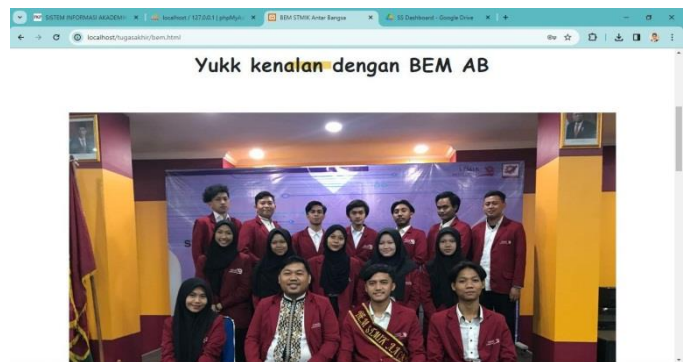 SISTEM INFORMASI AKADEMI
localhost / 127.0.0.1 | phpMyA
BEM STMIK Antar Bangsa
SS Dashboard - Google Drive
localhost/tugasakhir/bem.html
Yukk kenalan dengan BEM AB